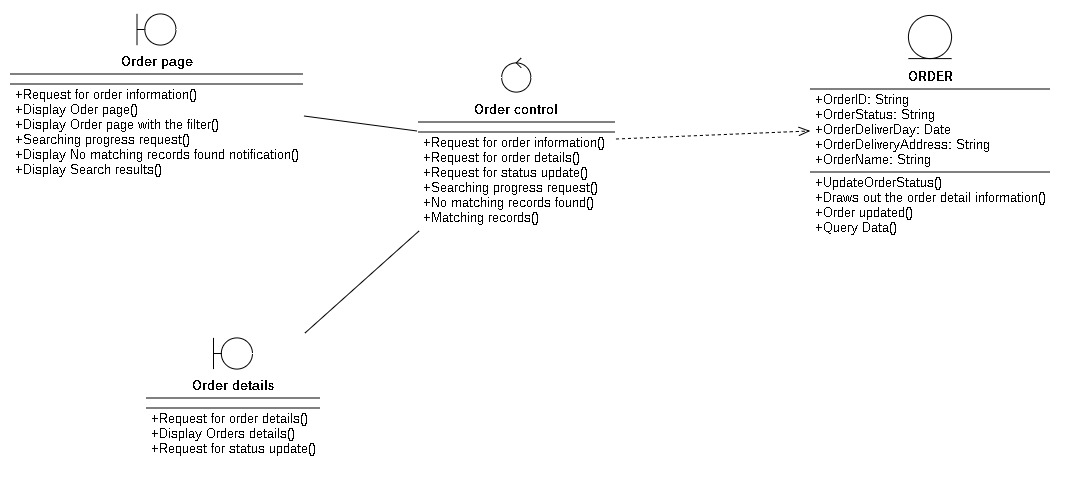 Order page
+Request for order information()
+Display Oder page()
+Display Order page with the filter()
+Searching progress request()
+Display No matching records found notification()
+Display Search results()
Order control
+Request for order information()
+Request for order details()
+Request for status update()
+Searching progress request()
+No matching records found()
+Matching records()
ORDER
+OrderID: String
+OrderStatus: String
+OrderDeliverDay: Date
+OrderDeliveryAddress: String
+OrderName: String
+UpdateOrderStatus()
+Draws out the order detail information()
+Order updated()
+Query Data()
Order details
+Request for order details()
+Display Orders details()
+Request for status update()